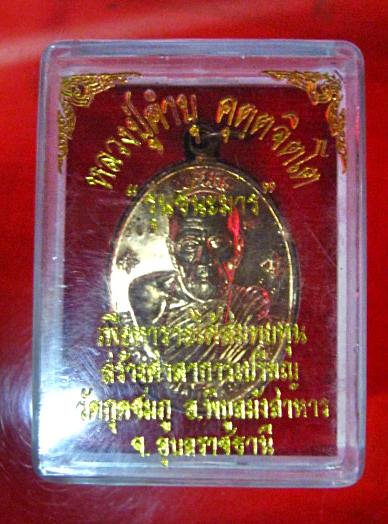 หลวงปู่คำบุ คุตฺตจิตฺโต
"รุ่นชนะมาร"
เพื่อหารายได้สมทบทุน
สร้างศาลาการเปรียญ
วัดกุดชมภู อ.พิบูลมังสาหาร
จ.อุบลราชธานี